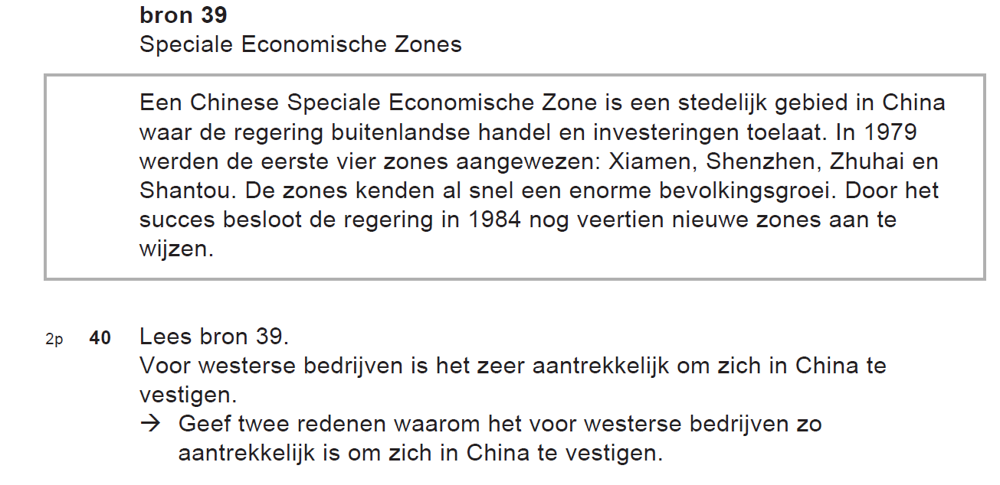 bron 39
Speciale Economische Zones
Een Chinese Speciale Economische Zone is een stedelijk gebied in China
waar de regering buitenlandse handel en investeringen toelaat. In 1979
werden de eerste vier zones aangewezen: Xiamen, Shenzhen, Zhuhai en
Shantou. De zones kenden al snel een enorme bevolkingsgroei. Door het
succes besloot de regering in 1984 nog veertien nieuwe zones aan te
wijzen.
2p 40 Lees bron 39.
Voor westerse bedrijven is het zeer aantrekkelijk om zich in China te
vestigen.
→ Geef twee redenen waarom het voor westerse bedrijven zo
aantrekkelijk is om zich in China te vestigen.